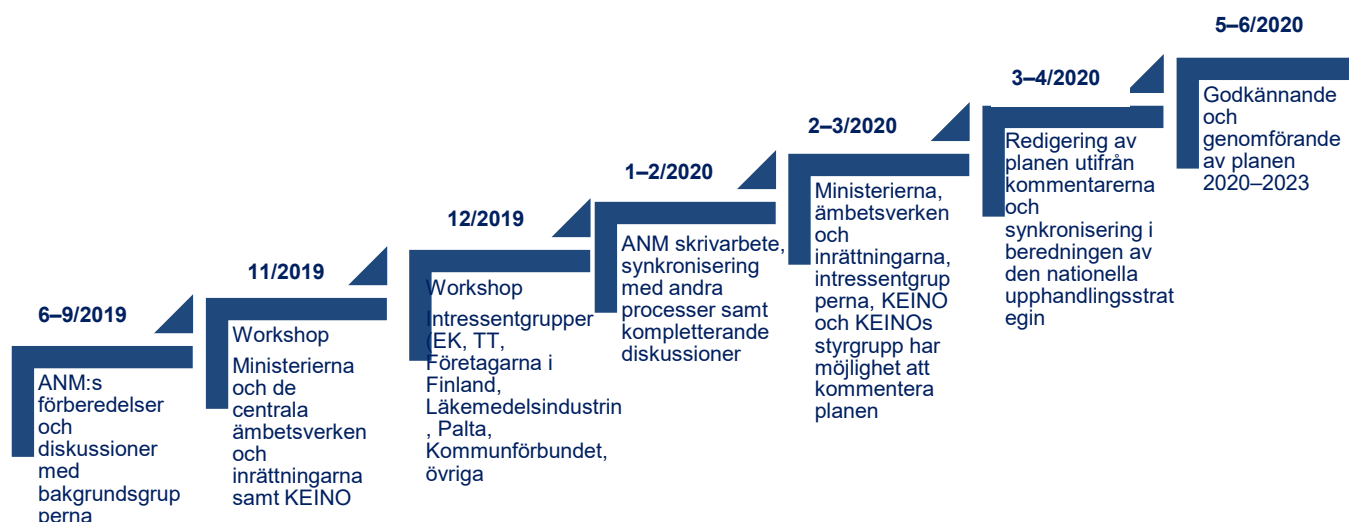 6–9/2019
ANM:s
förberedelser
och
diskussioner
med
bakgrundsgrup
perna
11/2019
Workshop
Ministerierna
och de
centrala
ämbetsverken
och
inrättningarna
samt KEINO
12/2019
Workshop
Intressentgrupper
(EK, TT,
Företagarna i
Finland,
Läkemedelsindustrin
, Palta,
Kommunförbundet,
övriga
1–2/2020
ANM skrivarbete,
synkronisering
med andra
processer samt
kompletterande
diskussioner
2–3/2020
Ministerierna,
ämbetsverken
och
inrättningarna,
intressentgrup
perna, KEINO
och KEINOs
styrgrupp har
möjlighet att
kommentera
planen
3–4/2020
Redigering av
planen utifrån
kommentarerna
och
synkronisering i
beredningen av
den nationella
upphandlingsstrat
egin
5–6/2020
Godkännande
och
genomförande
av planen
2020–2023